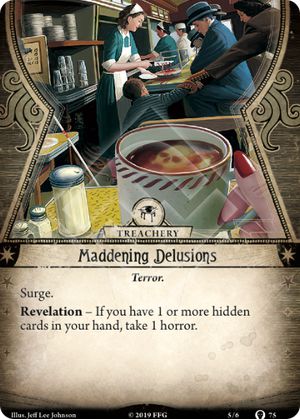 TREACHERY
Maddening Delusions
Terror.
Surge.
Revelation – If you have 1 or more hidden
cards in your hand, take 1 horror.
Illus. Jeff Lee Johnson © 2019 FFG 5/6 75